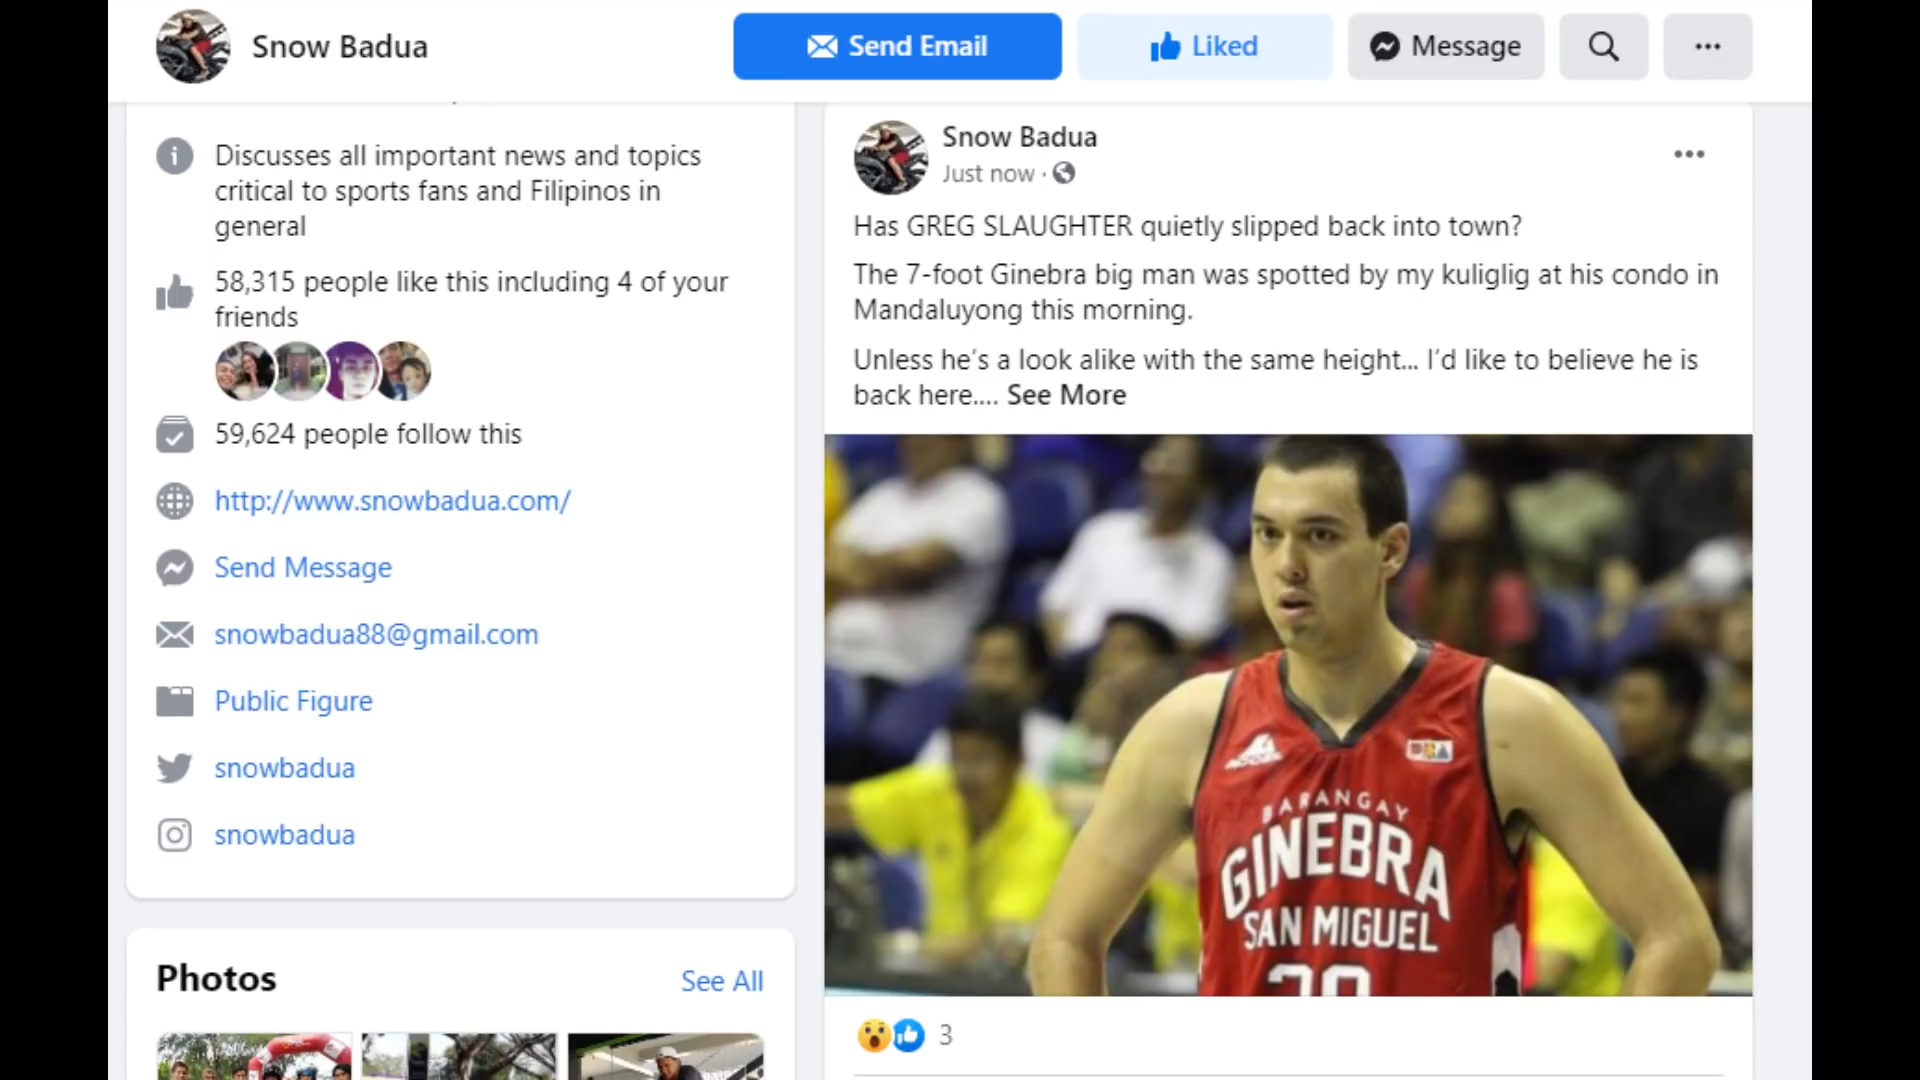 Snow Badua
Send Email
Liked
Message
Discusses all important news and topics
critical to sports fans and Filipinos in
general
58,315 people like this including 4 of your
friends
59,624 people follow this
http://www.snowbadua.com/
Send Message
snowbadua88@gmail.com
Public Figure
snowbadua
snowbadua
Photos
See All
Snow Badua
Just now ·
Has GREG SLAUGHTER quietly slipped back into town?
The 7-foot Ginebra big man was spotted by my kuliglig at his condo in
Mandaluyong this morning.
Unless he's a look alike with the same height... I'd like to believe he is
back here.... See More
PBA
BARANGAY
GINEBRA
SAN MIGUEL
20
3